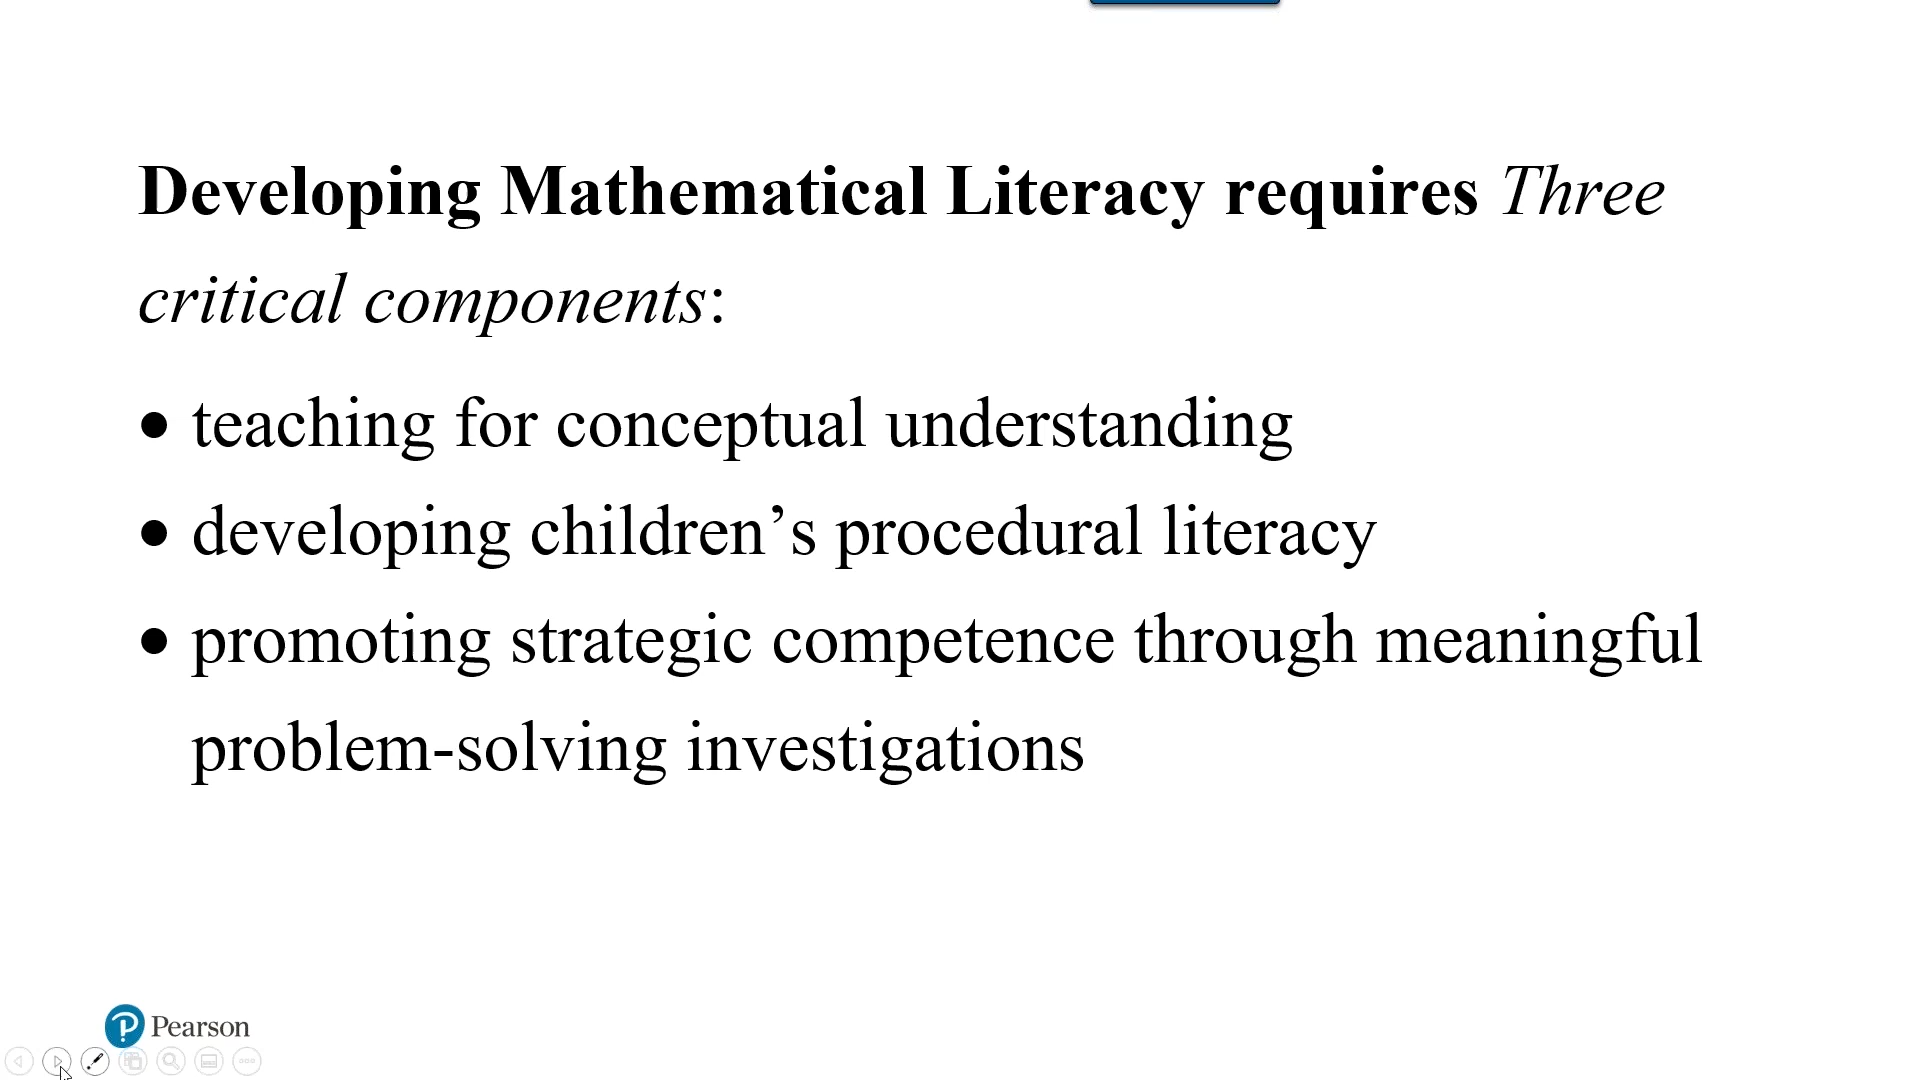 Developing Mathematical Literacy requires Three
critical components:
• teaching for conceptual understanding
• developing children’s procedural literacy
• promoting strategic competence through meaningful
problem-solving investigations
Pearson